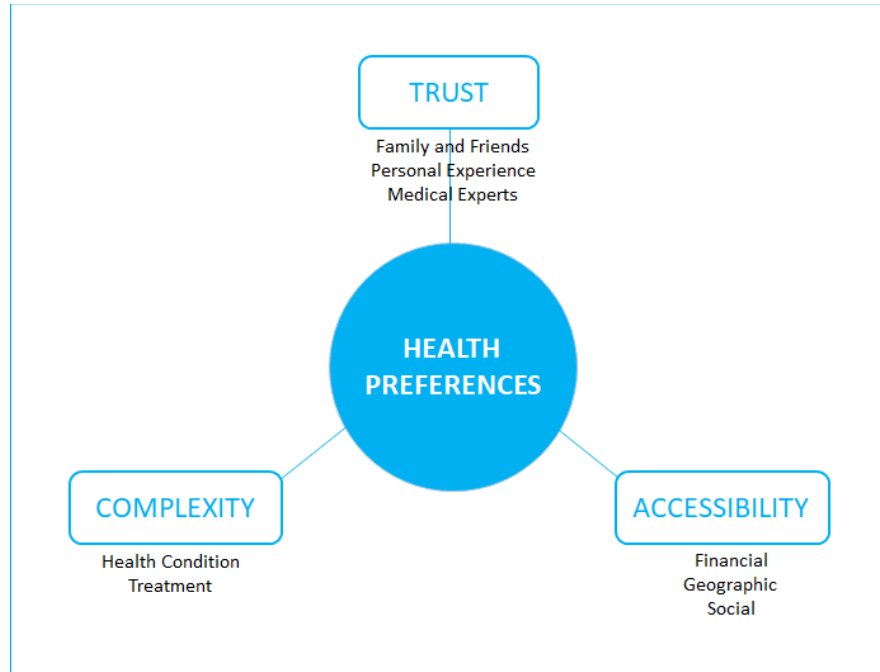 TRUST
Family and Friends
Personal Experience
Medical Experts
HEALTH
PREFERENCES
COMPLEXITY
Health Condition
Treatment
ACCESSIBILITY
Financial
Geographic
Social